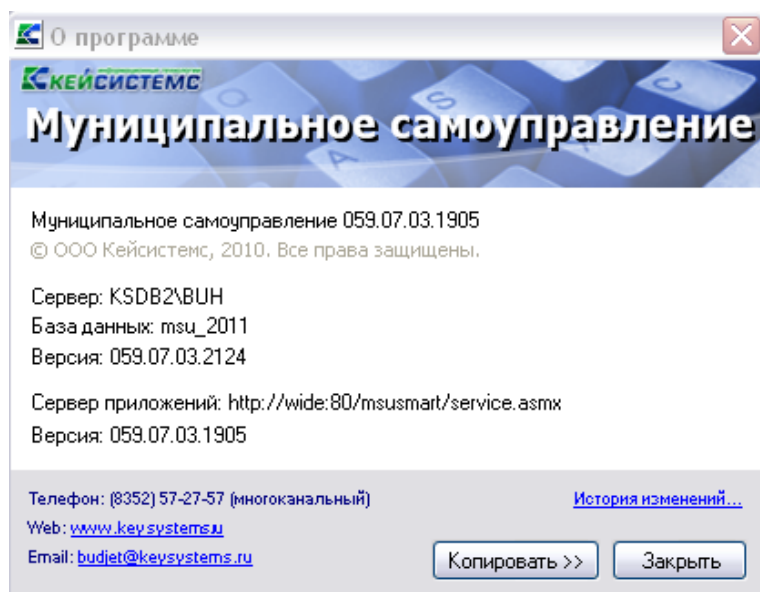 О программе
КЕЙСИСТЕМС
Муниципальное самоуправление
Муниципальное самоуправление 059.07.03.1905
© ООО Кейсистемс, 2010. Все права защищены.
Сервер: KSDB2\BUH
База данных: msu_2011
Версия: 059.07.03.2124
Сервер приложений: http://wide:80/msusmart/service.asmx
Версия: 059.07.03.1905
Телефон: (8352) 57-27-57 (многоканальный)
История изменений...
Web: www.keysystems.ru
Email: budjet@keysystems.ru
Копировать >>
Закрыть